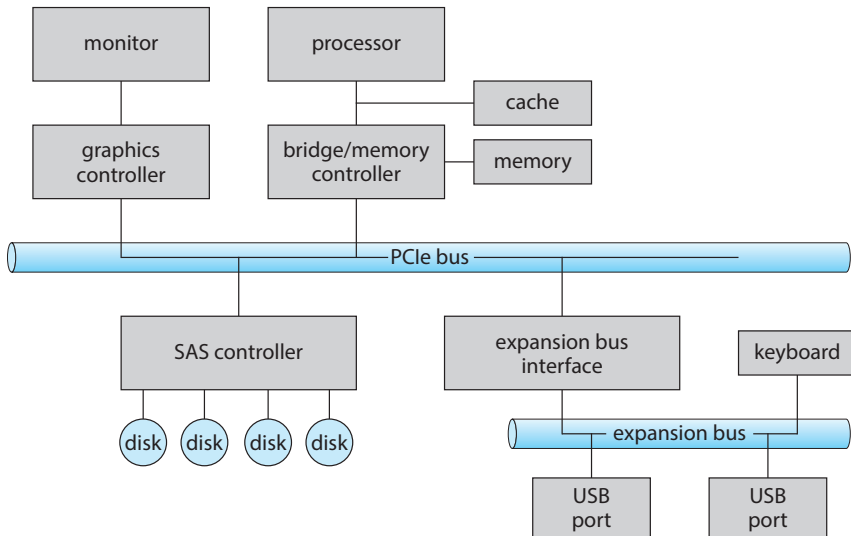 monitor
processor
cache
graphics
controller
bridge/memory
controller
memory
PCIe bus
SAS controller
expansion bus
interface
keyboard
disk
disk
disk
disk
expansion bus
USB
port
USB
port